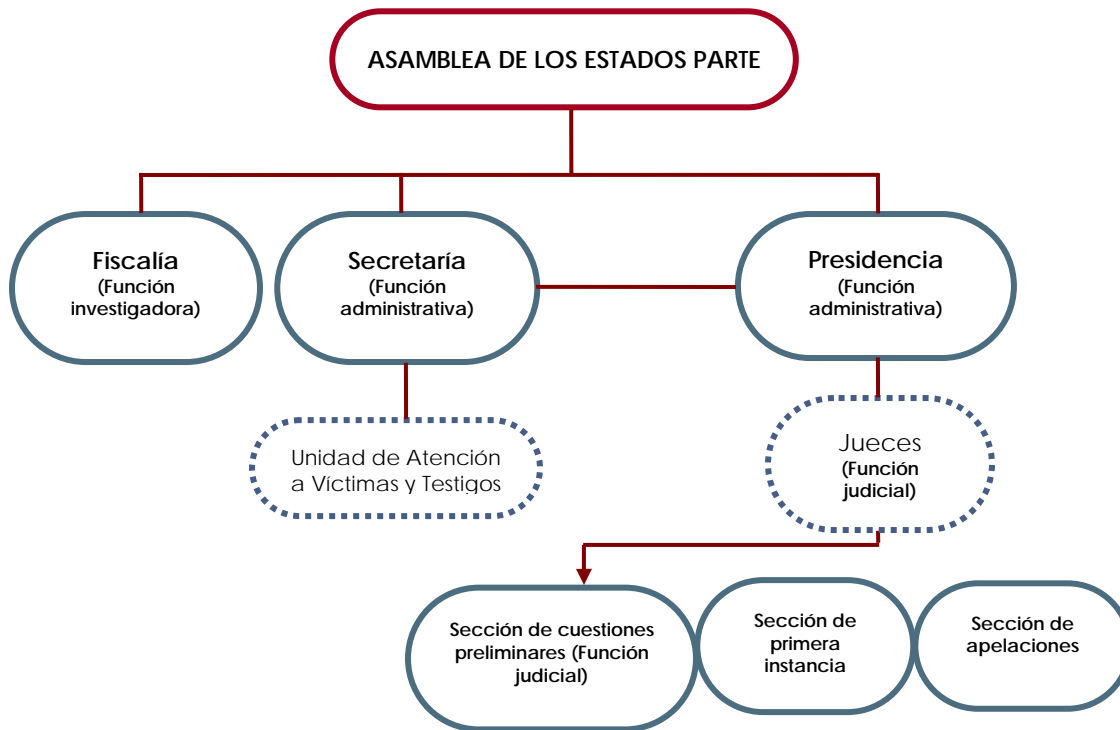 ASAMBLEA DE LOS ESTADOS PARTE
Fiscalía
(Función
investigadora)
Secretaría
(Función
administrativa)
Presidencia
(Función
administrativa)
Unidad de Atención
a Víctimas y Testigos
Jueces
(Función
judicial)
Sección de cuestiones
preliminares (Función
judicial)
Sección de
primera
instancia
Sección de
apelaciones